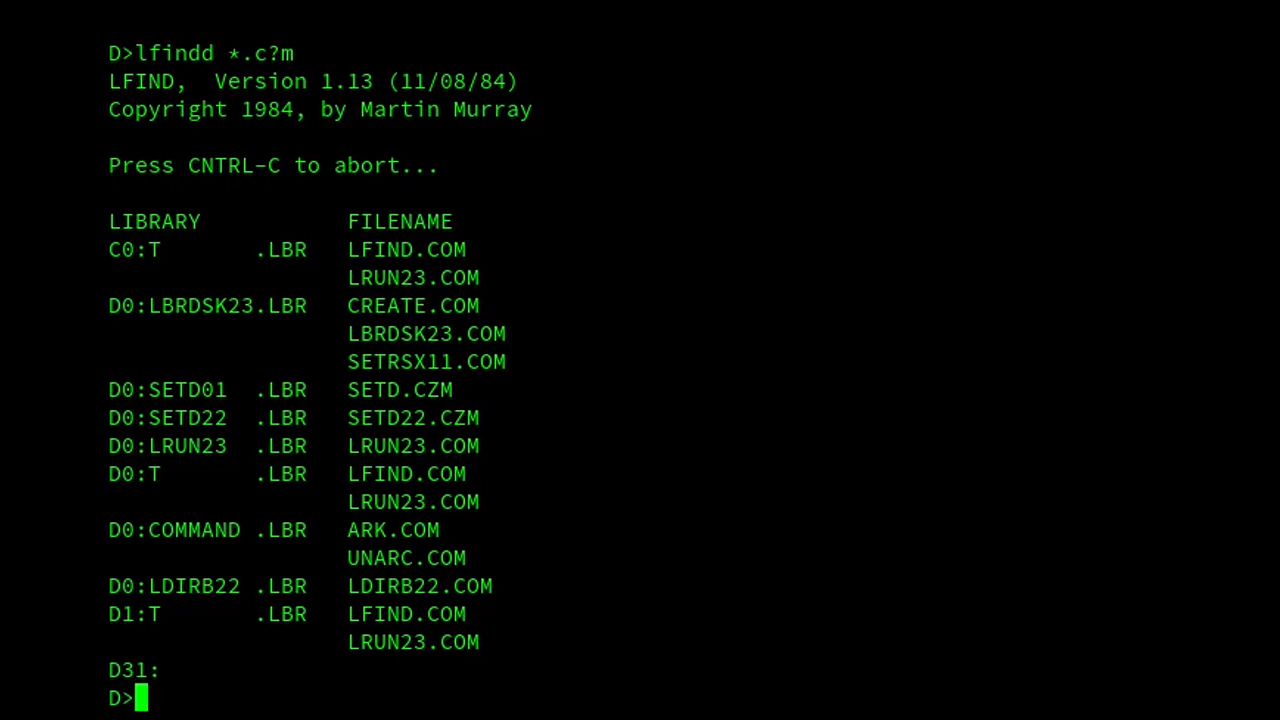 D>lfindd *.c?m
LFIND,  Version 1.13 (11/08/84)
Copyright 1984, by Martin Murray
Press CNTRL-C to abort...
LIBRARY           FILENAME
C0:T       .LBR   LFIND.COM
                  LRUN23.COM
D0:LBRDSK23.LBR   CREATE.COM
                  LBRDSK23.COM
                  SETRSX11.COM
D0:SETD01  .LBR   SETD.CZM
D0:SETD22  .LBR   SETD22.CZM
D0:LRUN23  .LBR   LRUN23.COM
D0:T       .LBR   LFIND.COM
                  LRUN23.COM
D0:COMMAND .LBR   ARK.COM
                  UNARC.COM
D0:LDIRB22 .LBR   LDIRB22.COM
D1:T       .LBR   LFIND.COM
                  LRUN23.COM
D31:
D>